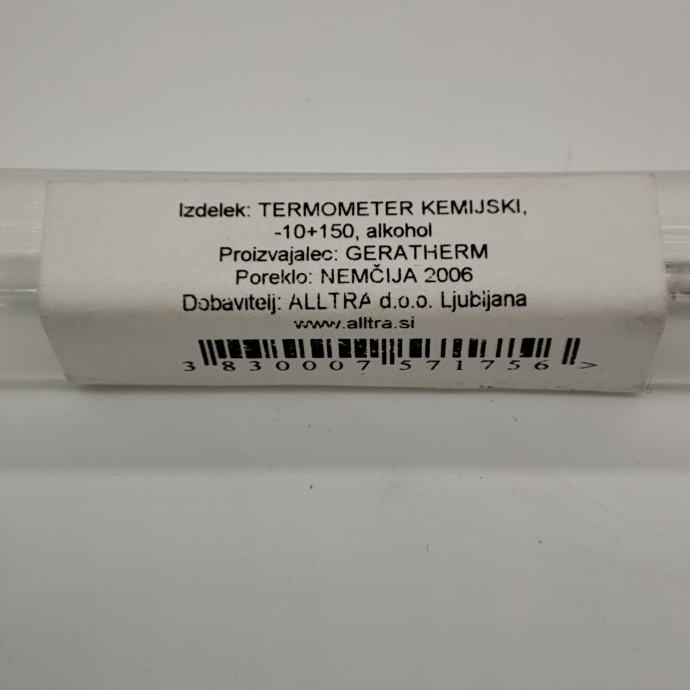 Izdelek: TERMOMETER KEMIJSKI,
-10+150, alkohol
Proizvajalec: GERATHERM
Poreklo: NEMČIJA 2006
Dobavitelj: ALLTRA d.o.o. Ljubljana
www.alltra.si
3 830007 571756 >